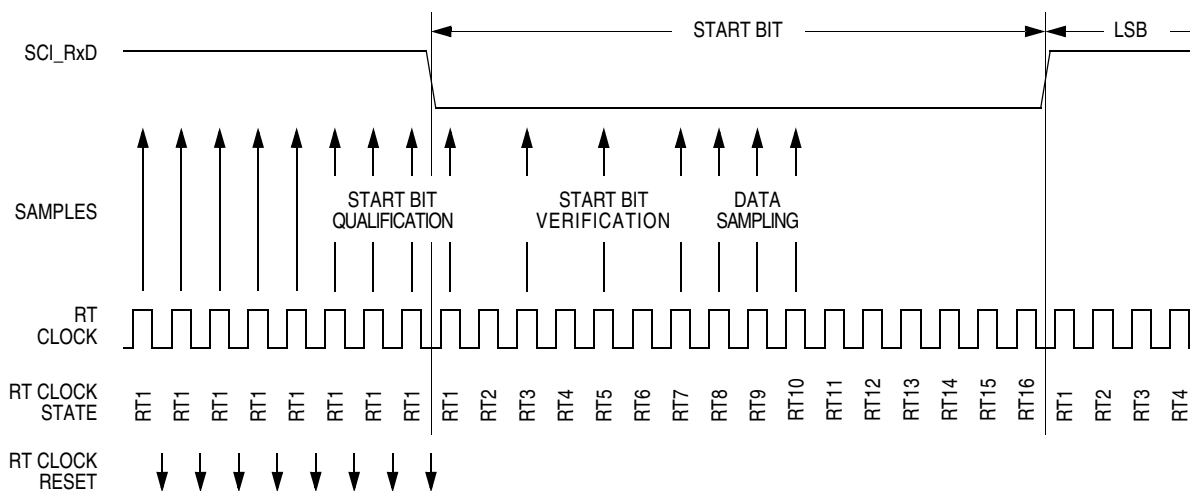 START BIT
LSB
SCI_RxD
SAMPLES
START BIT
QUALIFICATION
START BIT
VERIFICATION
DATA
SAMPLING
RT
CLOCK
RT CLOCK
STATE
RT1 RT1 RT1 RT1 RT1 RT1 RT1 RT1 RT1 RT2 RT3 RT4 RT5 RT6 RT7 RT8 RT9 RT10 RT11 RT12 RT13 RT14 RT15 RT16 RT1 RT2 RT3 RT4
RT CLOCK
RESET